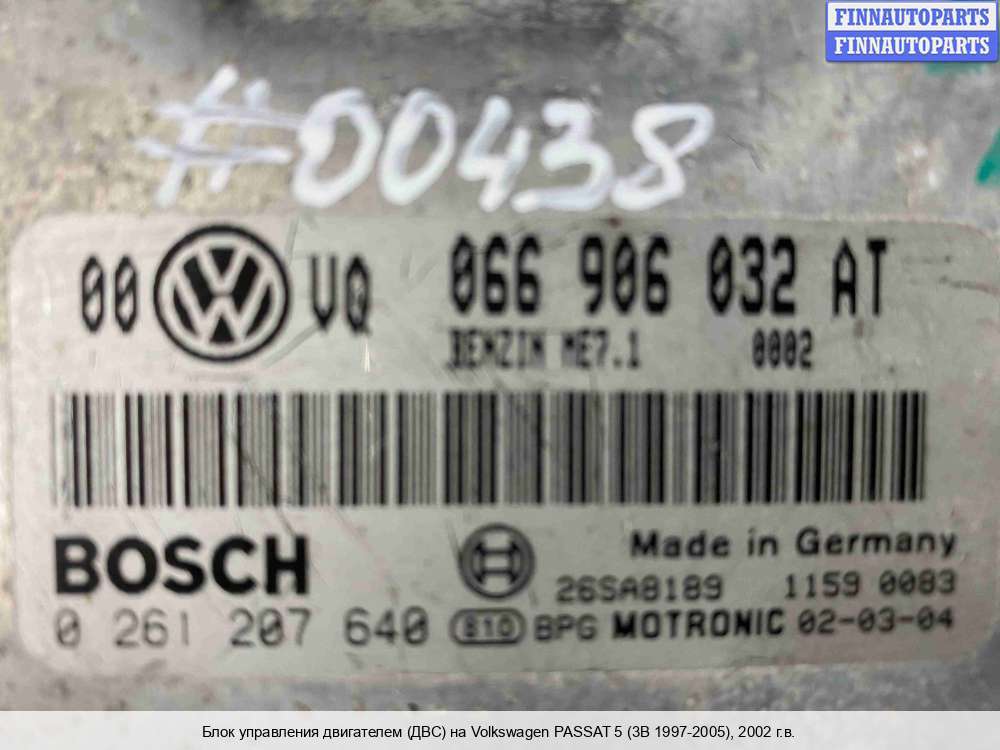 FINNAUTOPARTS
FINNAUTOPARTS
#00438
00 VQ 066 906 032 AT
BENZIN ME7.1 0002
BOSCH
Made in Germany
26SA8189 1159 0083
0 261 207 640 810 BPG MOTRONIC 02-03-04
Блок управления двигателем (ДВС) на Volkswagen PASSAT 5 (3B 1997-2005), 2002 г.в.